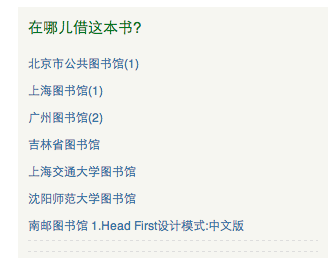 在哪儿借这本书?
北京市公共图书馆(1)
上海图书馆(1)
广州图书馆(2)
吉林省图书馆
上海交通大学图书馆
沈阳师范大学图书馆
南邮图书馆 1.Head First设计模式:中文版